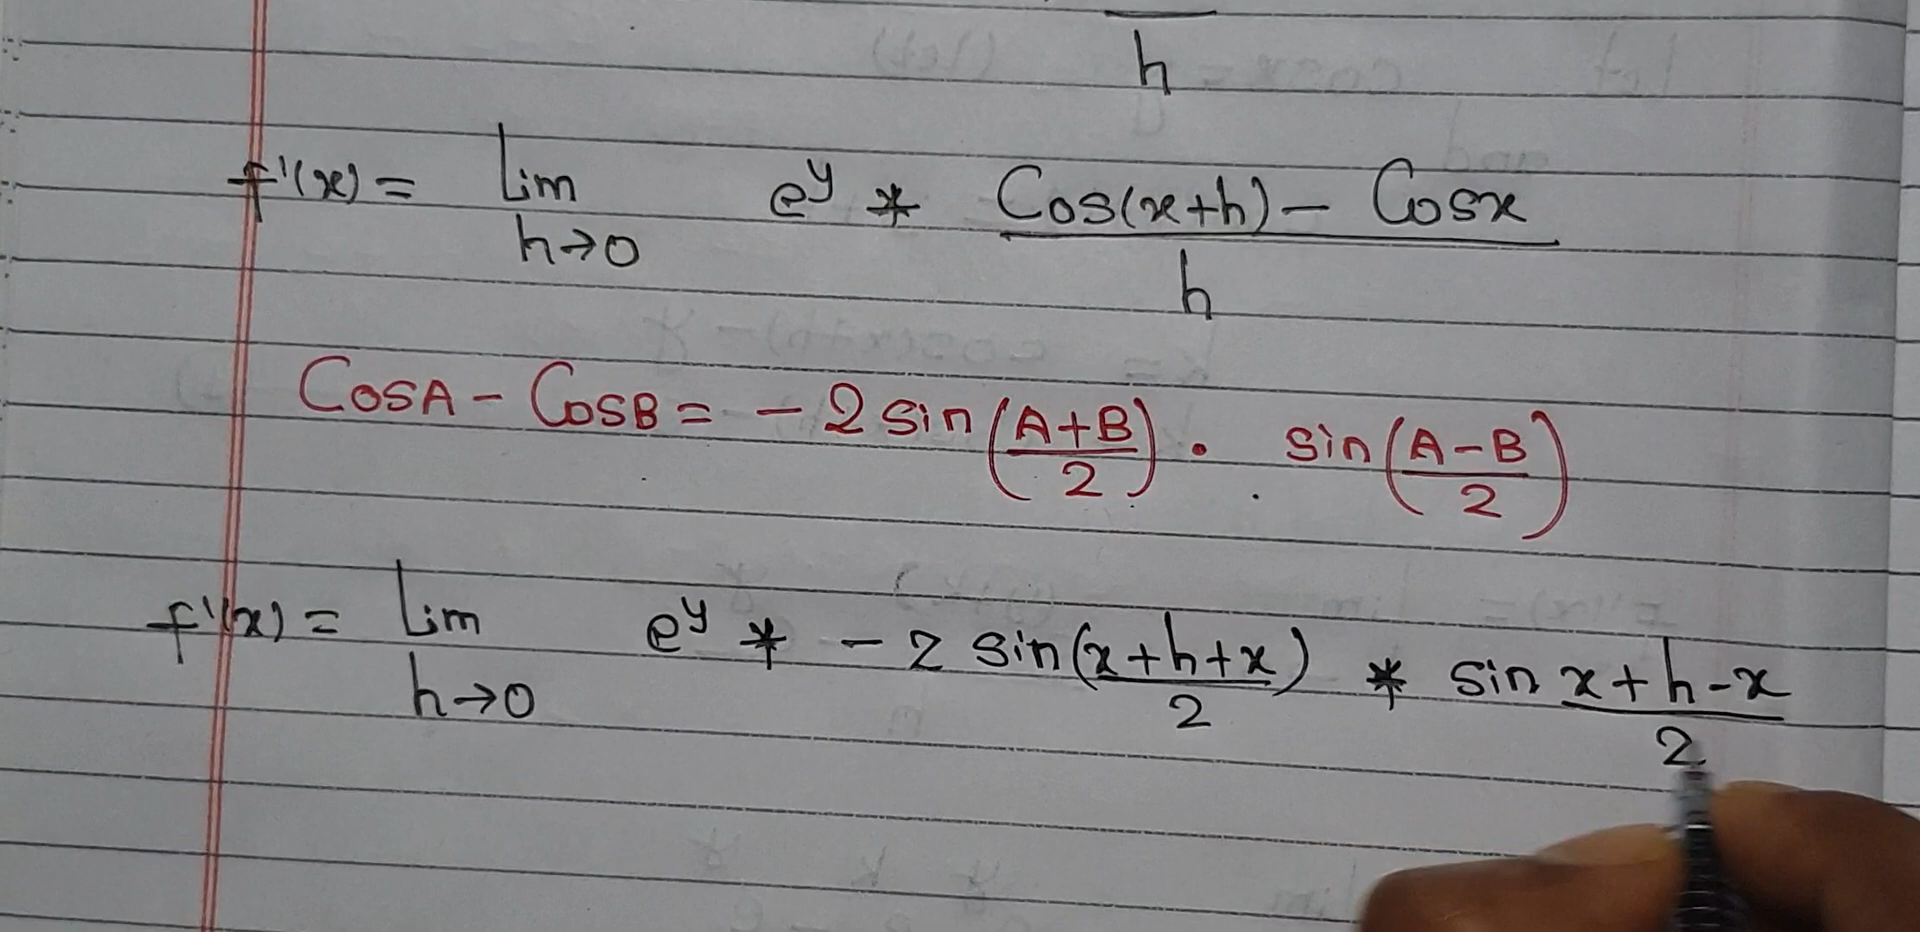 h
f'(x) = Lim h→0 e^y * (Cos(x+h) - Cosx)/h
CosA - CosB = -2 sin((A+B)/2) · sin((A-B)/2)
f'(x) = Lim h→0 e^y * -2 sin((x+h+x)/2) * sin (x+h-x)/2